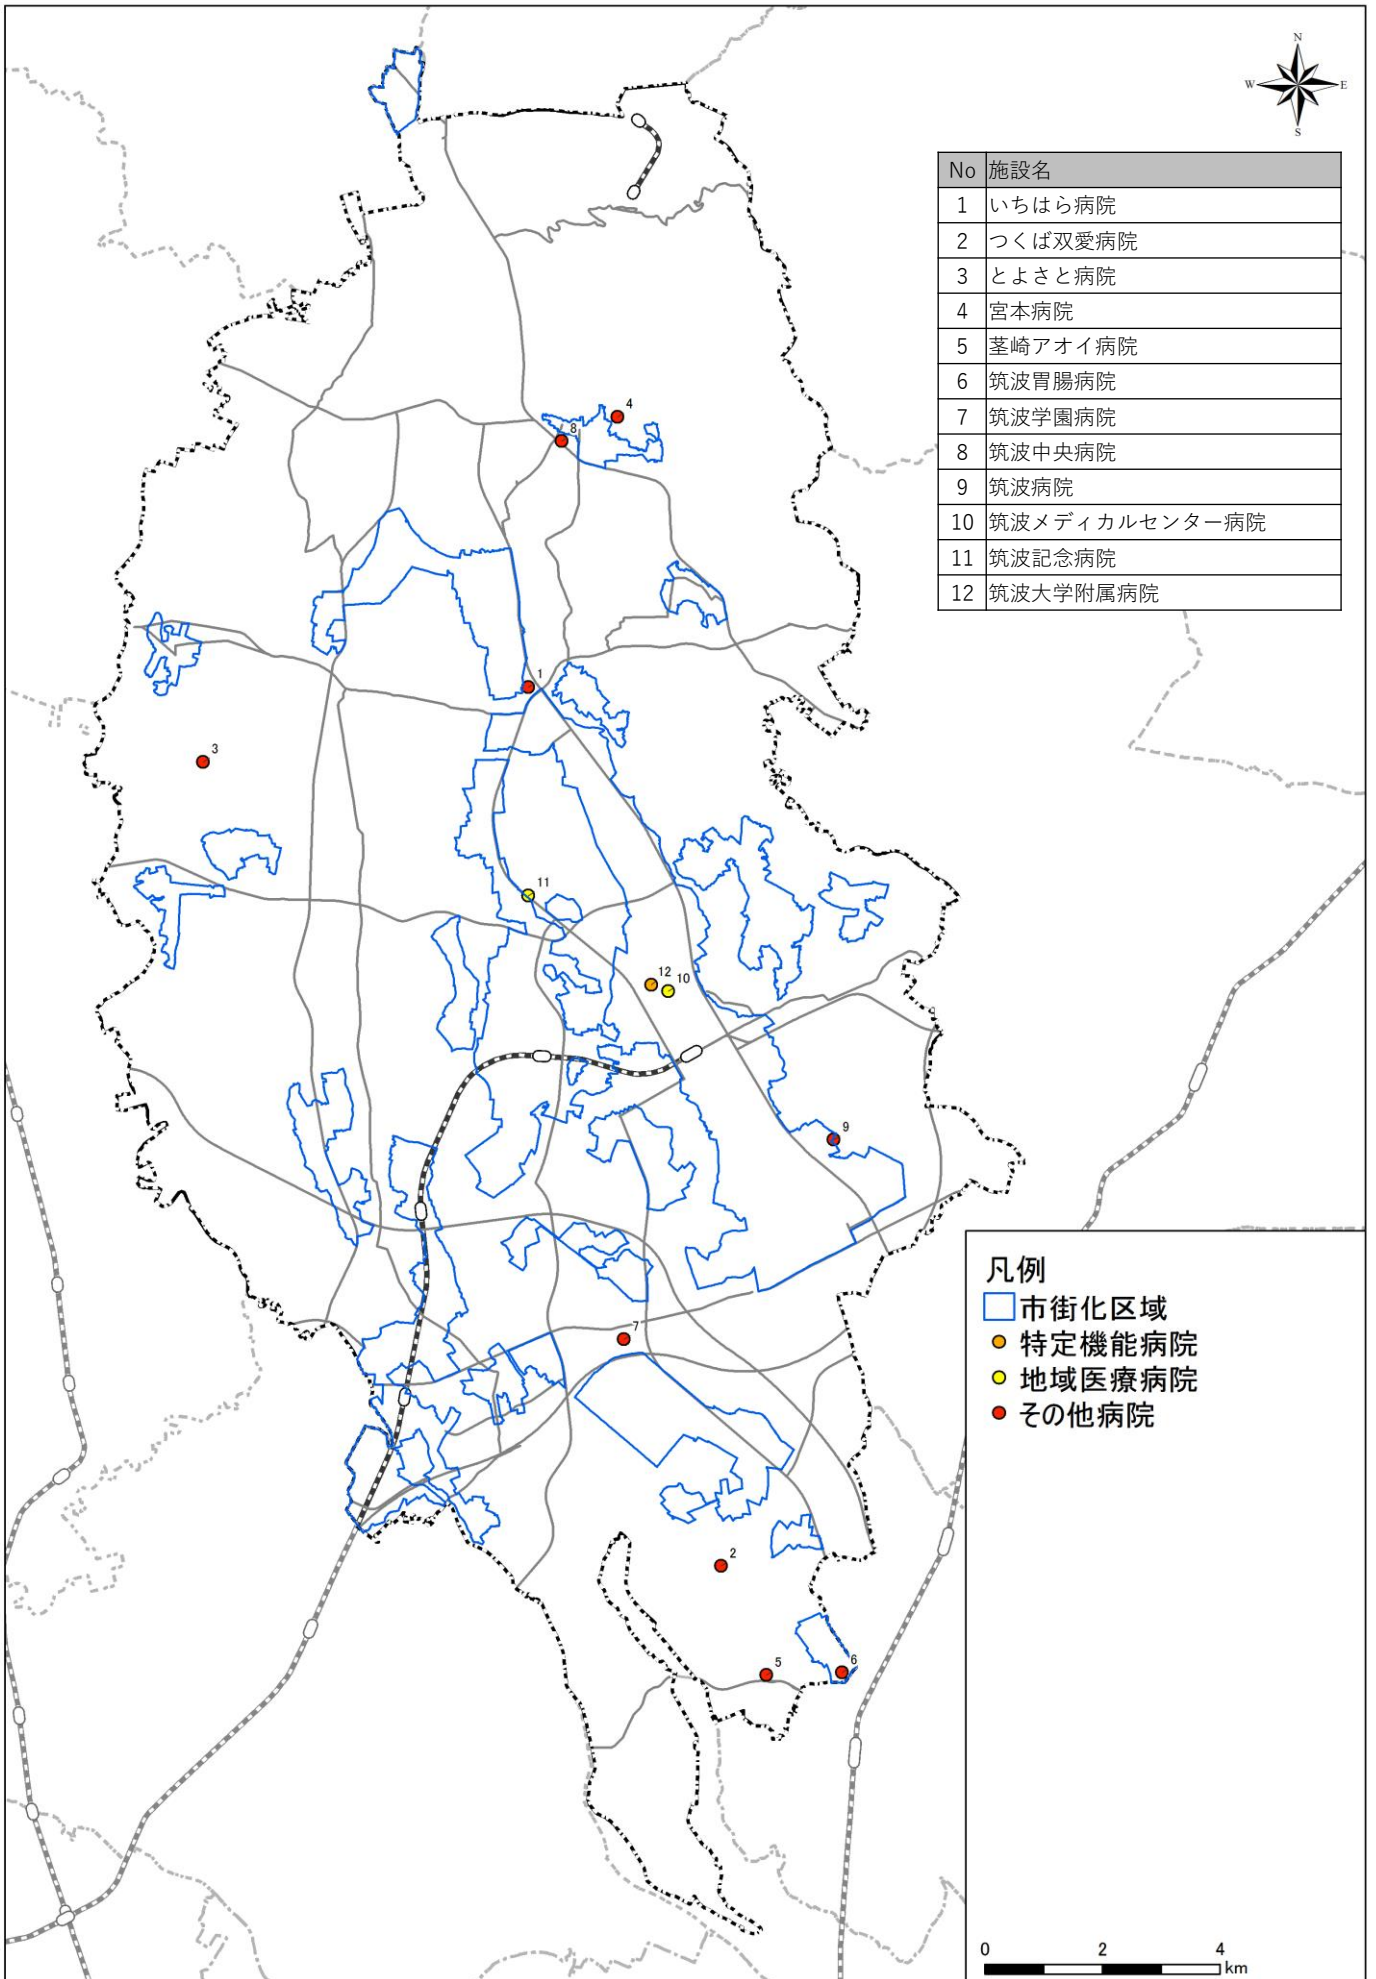 N
W
E
S
No 施設名
1 いちはら病院
2 つくば双愛病院
3 とよさと病院
4 宮本病院
5 茎崎アオイ病院
6 筑波胃腸病院
7 筑波学園病院
8 筑波中央病院
9 筑波病院
10 筑波メディカルセンター病院
11 筑波記念病院
12 筑波大学附属病院
4
8
1
3
11
12
10
9
7
2
5
6
凡例
市街化区域
特定機能病院
地域医療病院
その他病院
0 2 4
km